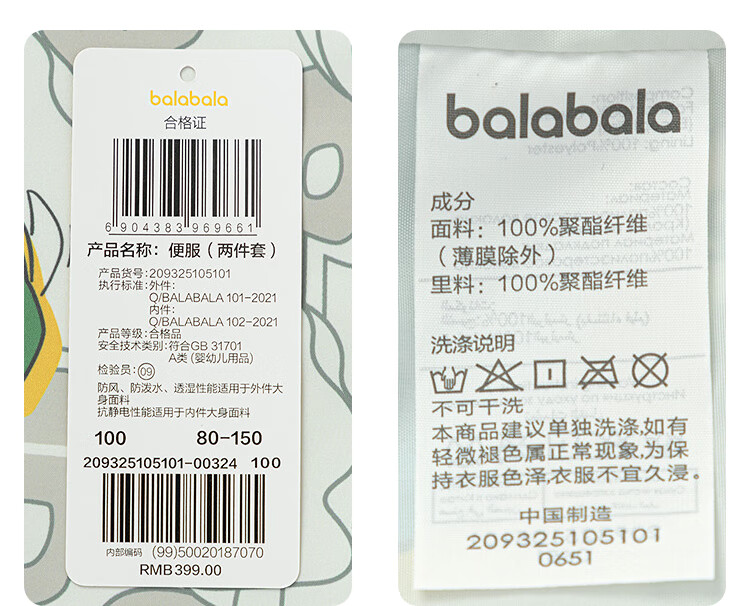 balabala
合格证
6 904383 969661
产品名称：便服（两件套）
产品货号：209325105101
执行标准：外件：
Q/BALABALA 101-2021
内件：
Q/BALABALA 102-2021
产品等级：合格品
安全技术类别：符合GB 31701
A类（婴幼儿用品）
检验员：09
防风、防泼水、透湿性能适用于外件大
身面料
抗静电性能适用于内件大身面料
100 80-150
209325105101-00324 100
内部编码 (99)50020187070
RMB399.00
balabala
成分
面料：100%聚酯纤维
（薄膜除外）
里料：100%聚酯纤维
洗涤说明
不可干洗
本商品建议单独洗涤，如有
轻微褪色属正常现象，为保
持衣服色泽，衣服不宜久浸。
中国制造
209325105101
0651